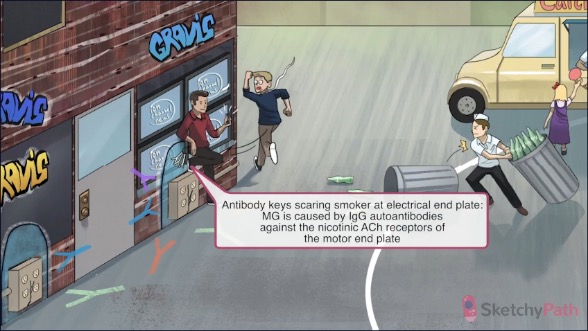 GRAVIS
GRAVIS
GRAVIS
Antibody keys scaring smoker at electrical end plate:
MG is caused by IgG autoantibodies
against the nicotinic ACh receptors of
the motor end plate
SketchyPath